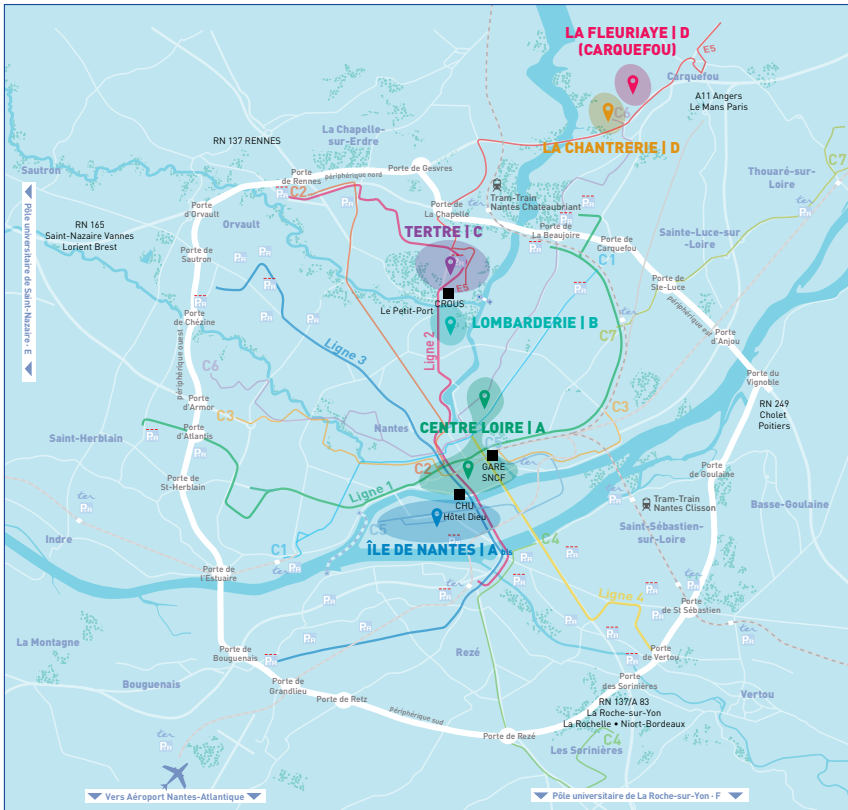 LA FLEURIAYE | D
(CARQUEFOU)
E5
Carquefou
A11 Angers
Le Mans Paris
C6
LA CHANTRERIE | D
RN 137 RENNES
La Chapelle-
sur-Erdre
Porte de Gesvres
périphérique nord
Porte
de Rennes
C2
Sautron
Porte
d'Orvault
Orvault
Tram-Train
Nantes Chateaubriant
Thouaré-sur-
Loire
C7
Porte de
La Chapelle
Porte
de La Beaujoire
RN 165
Saint-Nazaire Vannes
Lorient Brest
Pôle universitaire de Saint-Nazaire · E
Porte de
Sautron
TERTRE | C
Sainte-Luce-sur
-Loire
Porte de
Carquefou
C1
Porte de
Ste-Luce
E5
CROUS
Le Petit-Port
LOMBARDERIE | B
périphérique est
Porte
de Chézine
périphérique ouest
Ligne 3
Ligne 2
C7
Porte
d'Anjou
C6
Porte du
Vignoble
Porte
d'Armor
C3
Nantes
C3
RN 249
Cholet
Poitiers
CENTRE LOIRE | A
Saint-Herblain
Porte
d'Atlantis
C5
GARE
SNCF
C2
Porte
de Goulaine
Porte de
St-Herblain
Ligne 1
ter
CHU
Hôtel Dieu
Tram-Train
Nantes Clisson
Basse-Goulaine
Saint-Sébastien
-sur-Loire
Indre
C5
C1
C4
ÎLE DE NANTES | A bis
Porte de
l'Estuaire
ter
Ligne 4
Porte
de St Sébastien
La Montagne
Porte de
Bouguenais
Rezé
Porte
de Vertou
Bouguenais
Porte de
Grandlieu
Porte
des Sorinières
Vertou
Porte de Retz
Périphérique sud
RN 137/A 83
La Roche-sur-Yon
La Rochelle • Niort-Bordeaux
Porte de Rezé
C4
Les Sorinières
Vers Aéroport Nantes-Atlantique
Pôle universitaire de La Roche-sur-Yon · F